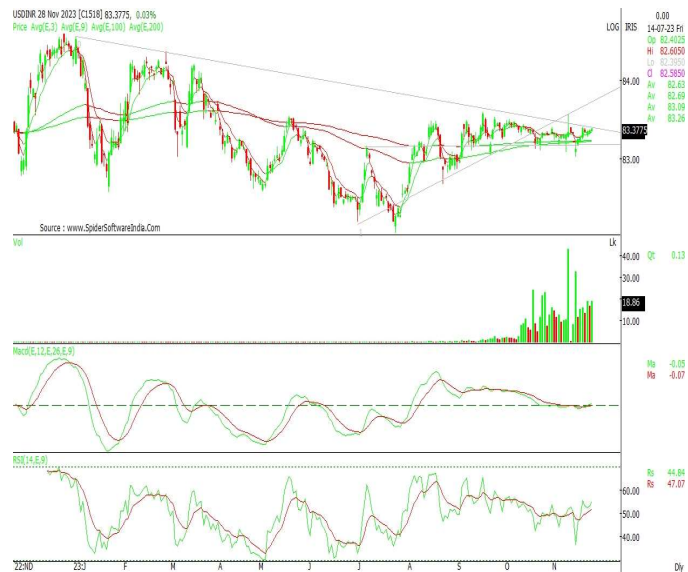 USDINR 28 Nov 2023 [C1518] 83.3775, 0.03%
Price Avg(E,3) Avg(E,9) Avg(E,100) Avg(E,200)
LOG IRIS
0.00
14-07-23 Fri
Op 82.4025
Hi 82.6050
Lo 82.3950
Cl 82.5850
Av 82.63
Av 82.69
Av 83.09
Av 83.26
84.00
83.3775
83.00
Source : www.SpiderSoftwareIndia.Com
Vol
Lk
40.00
Qt 0.13
30.00
18.86
10.00
Macd(E,12,E,26,E,9)
Ma -0.05
Ma -0.07
RSI(14,E,9)
Rs 44.84
Rs 47.07
60.00
50.00
40.00
22:ND 23:J F M A M J J A S O N Dly